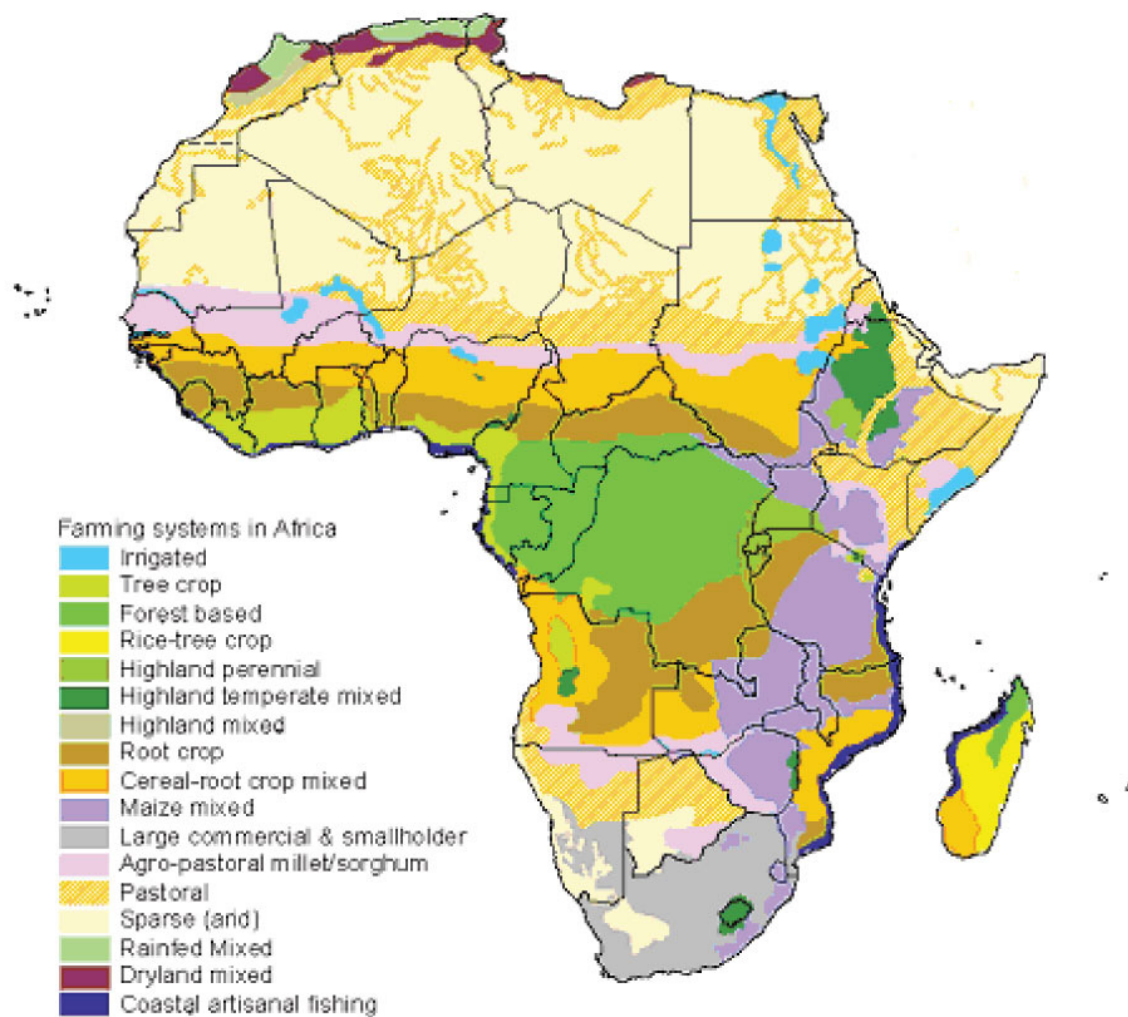 Farming systems in Africa
Irrigated
Tree crop
Forest based
Rice-tree crop
Highland perennial
Highland temperate mixed
Highland mixed
Root crop
Cereal-root crop mixed
Maize mixed
Large commercial & smallholder
Agro-pastoral millet/sorghum
Pastoral
Sparse (arid)
Rainfed Mixed
Dryland mixed
Coastal artisanal fishing